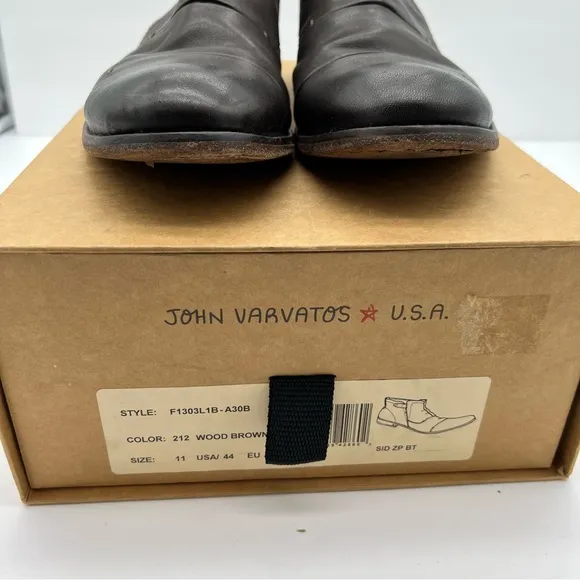 JOHN VARVATOS ☆ U.S.A.
STYLE: F1303L1B-A30B
COLOR: 212 WOOD BROWN
SIZE: 11 USA/ 44 EU
SID ZP BT